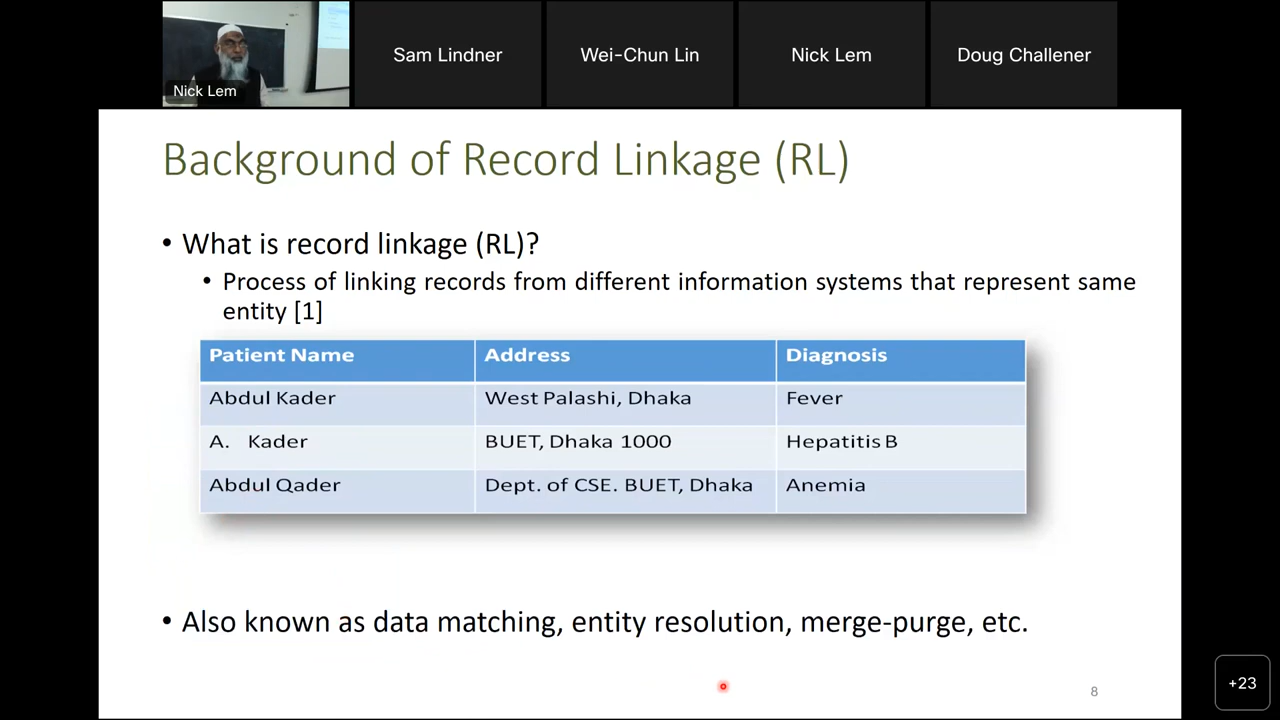 Nick Lem
Sam Lindner
Wei-Chun Lin
Nick Lem
Doug Challener
Background of Record Linkage (RL)
• What is record linkage (RL)?
• Process of linking records from different information systems that represent same
entity [1]
Patient Name Address Diagnosis
Abdul Kader West Palashi, Dhaka Fever
A. Kader BUET, Dhaka 1000 Hepatitis B
Abdul Qader Dept. of CSE. BUET, Dhaka Anemia
• Also known as data matching, entity resolution, merge-purge, etc.
8
+23